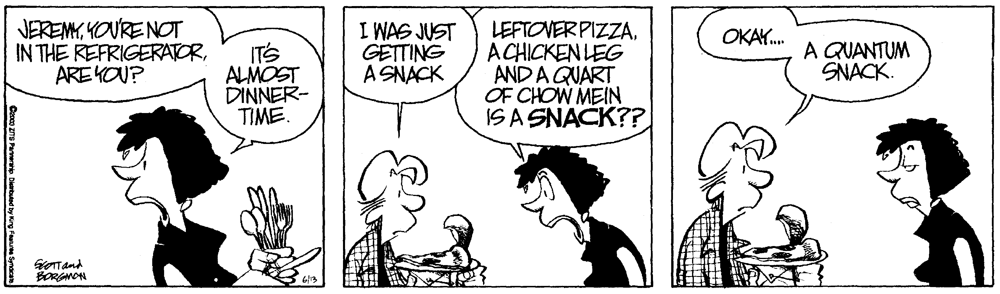 JEREMY, YOU'RE NOT
IN THE REFRIGERATOR,
ARE YOU?
IT'S
ALMOST
DINNER-
TIME.
©2003 ZITS Partnership. Distributed by King Features Syndicate
SCOTT and
BORGMAN
6/13
I WAS JUST
GETTING
A SNACK
LEFTOVER PIZZA,
A CHICKEN LEG
AND A QUART
OF CHOW MEIN
IS A SNACK??
OKAY....
A QUANTUM
SNACK.